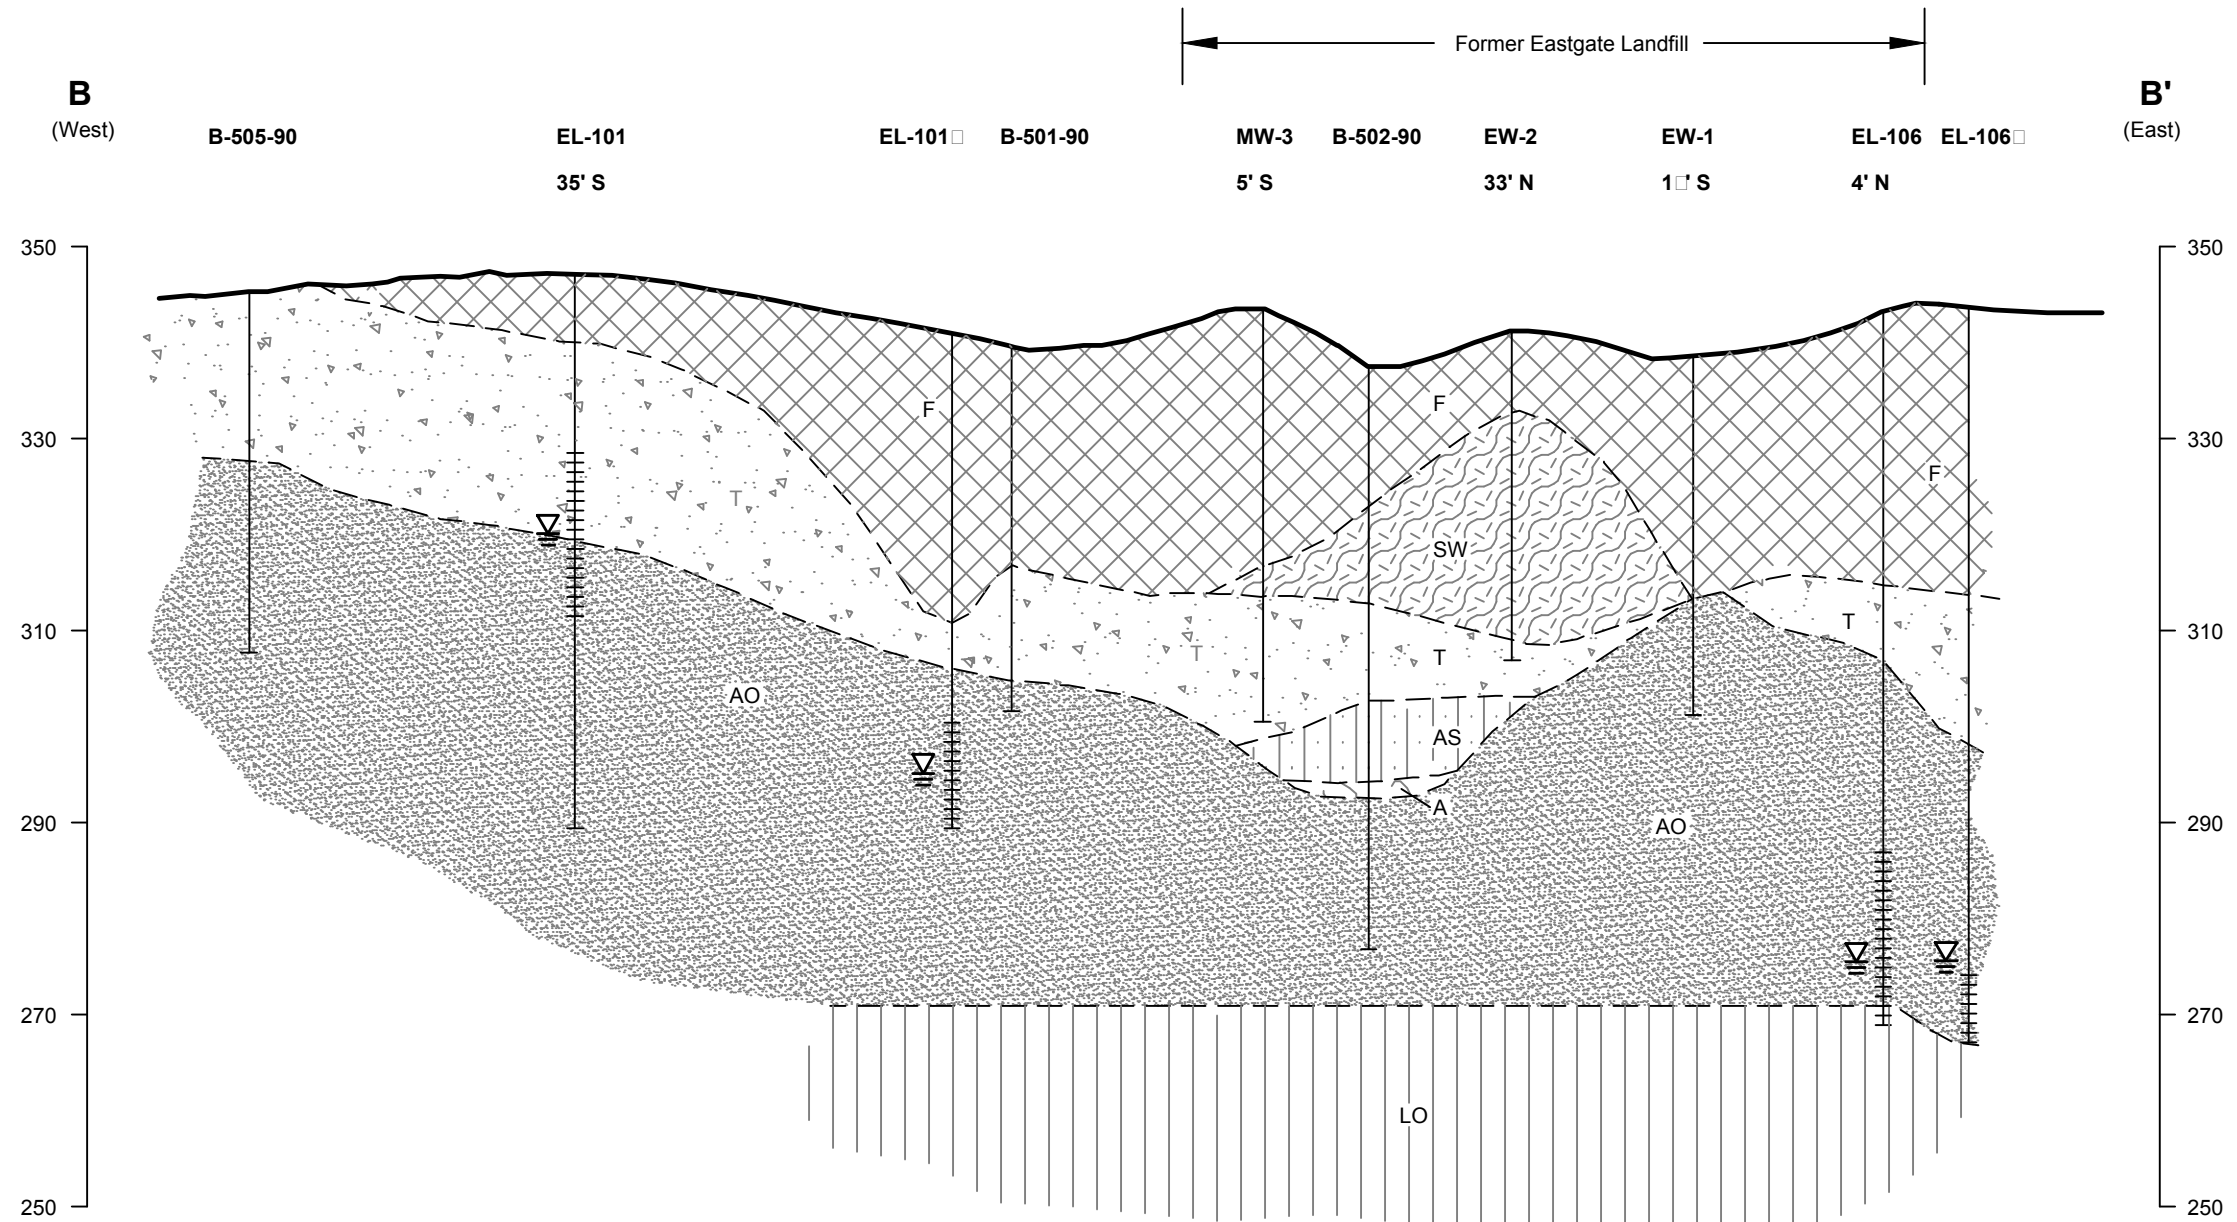 Former Eastgate Landfill
B B'
(West) (East)
B-505-90 EL-101 EL-101 B-501-90 MW-3 B-502-90 EW-2 EW-1 EL-106 EL-106
35' S 5' S 33' N 4' N
350 350
F F
330 330
F
T
SW
310 T 310
T T
AO
AS
A
290 AO 290
270 270
LO
250 250